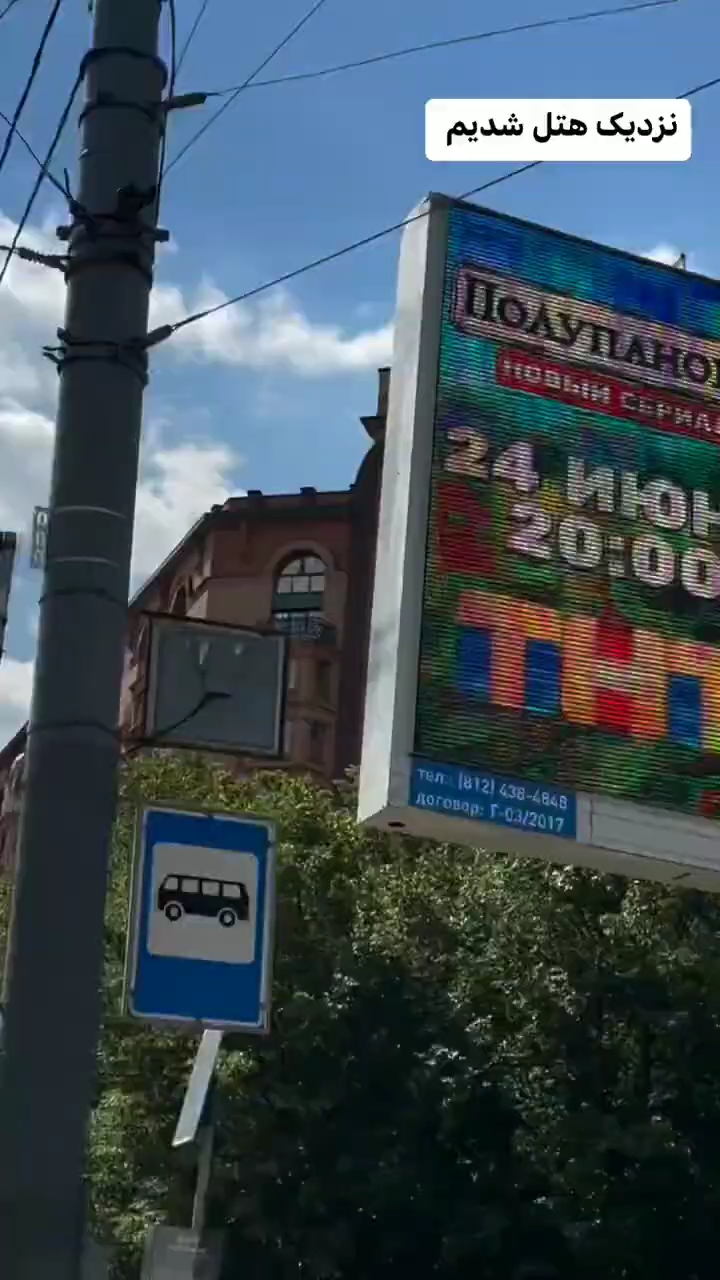 نزدیک هتل شدیم
ПОЛУПАНО
НОВЫЙ СЕРИАЛ
24 ИЮН
20:00
ТНТ
тел.: (812) 438-4848
договор: Г-03/2017